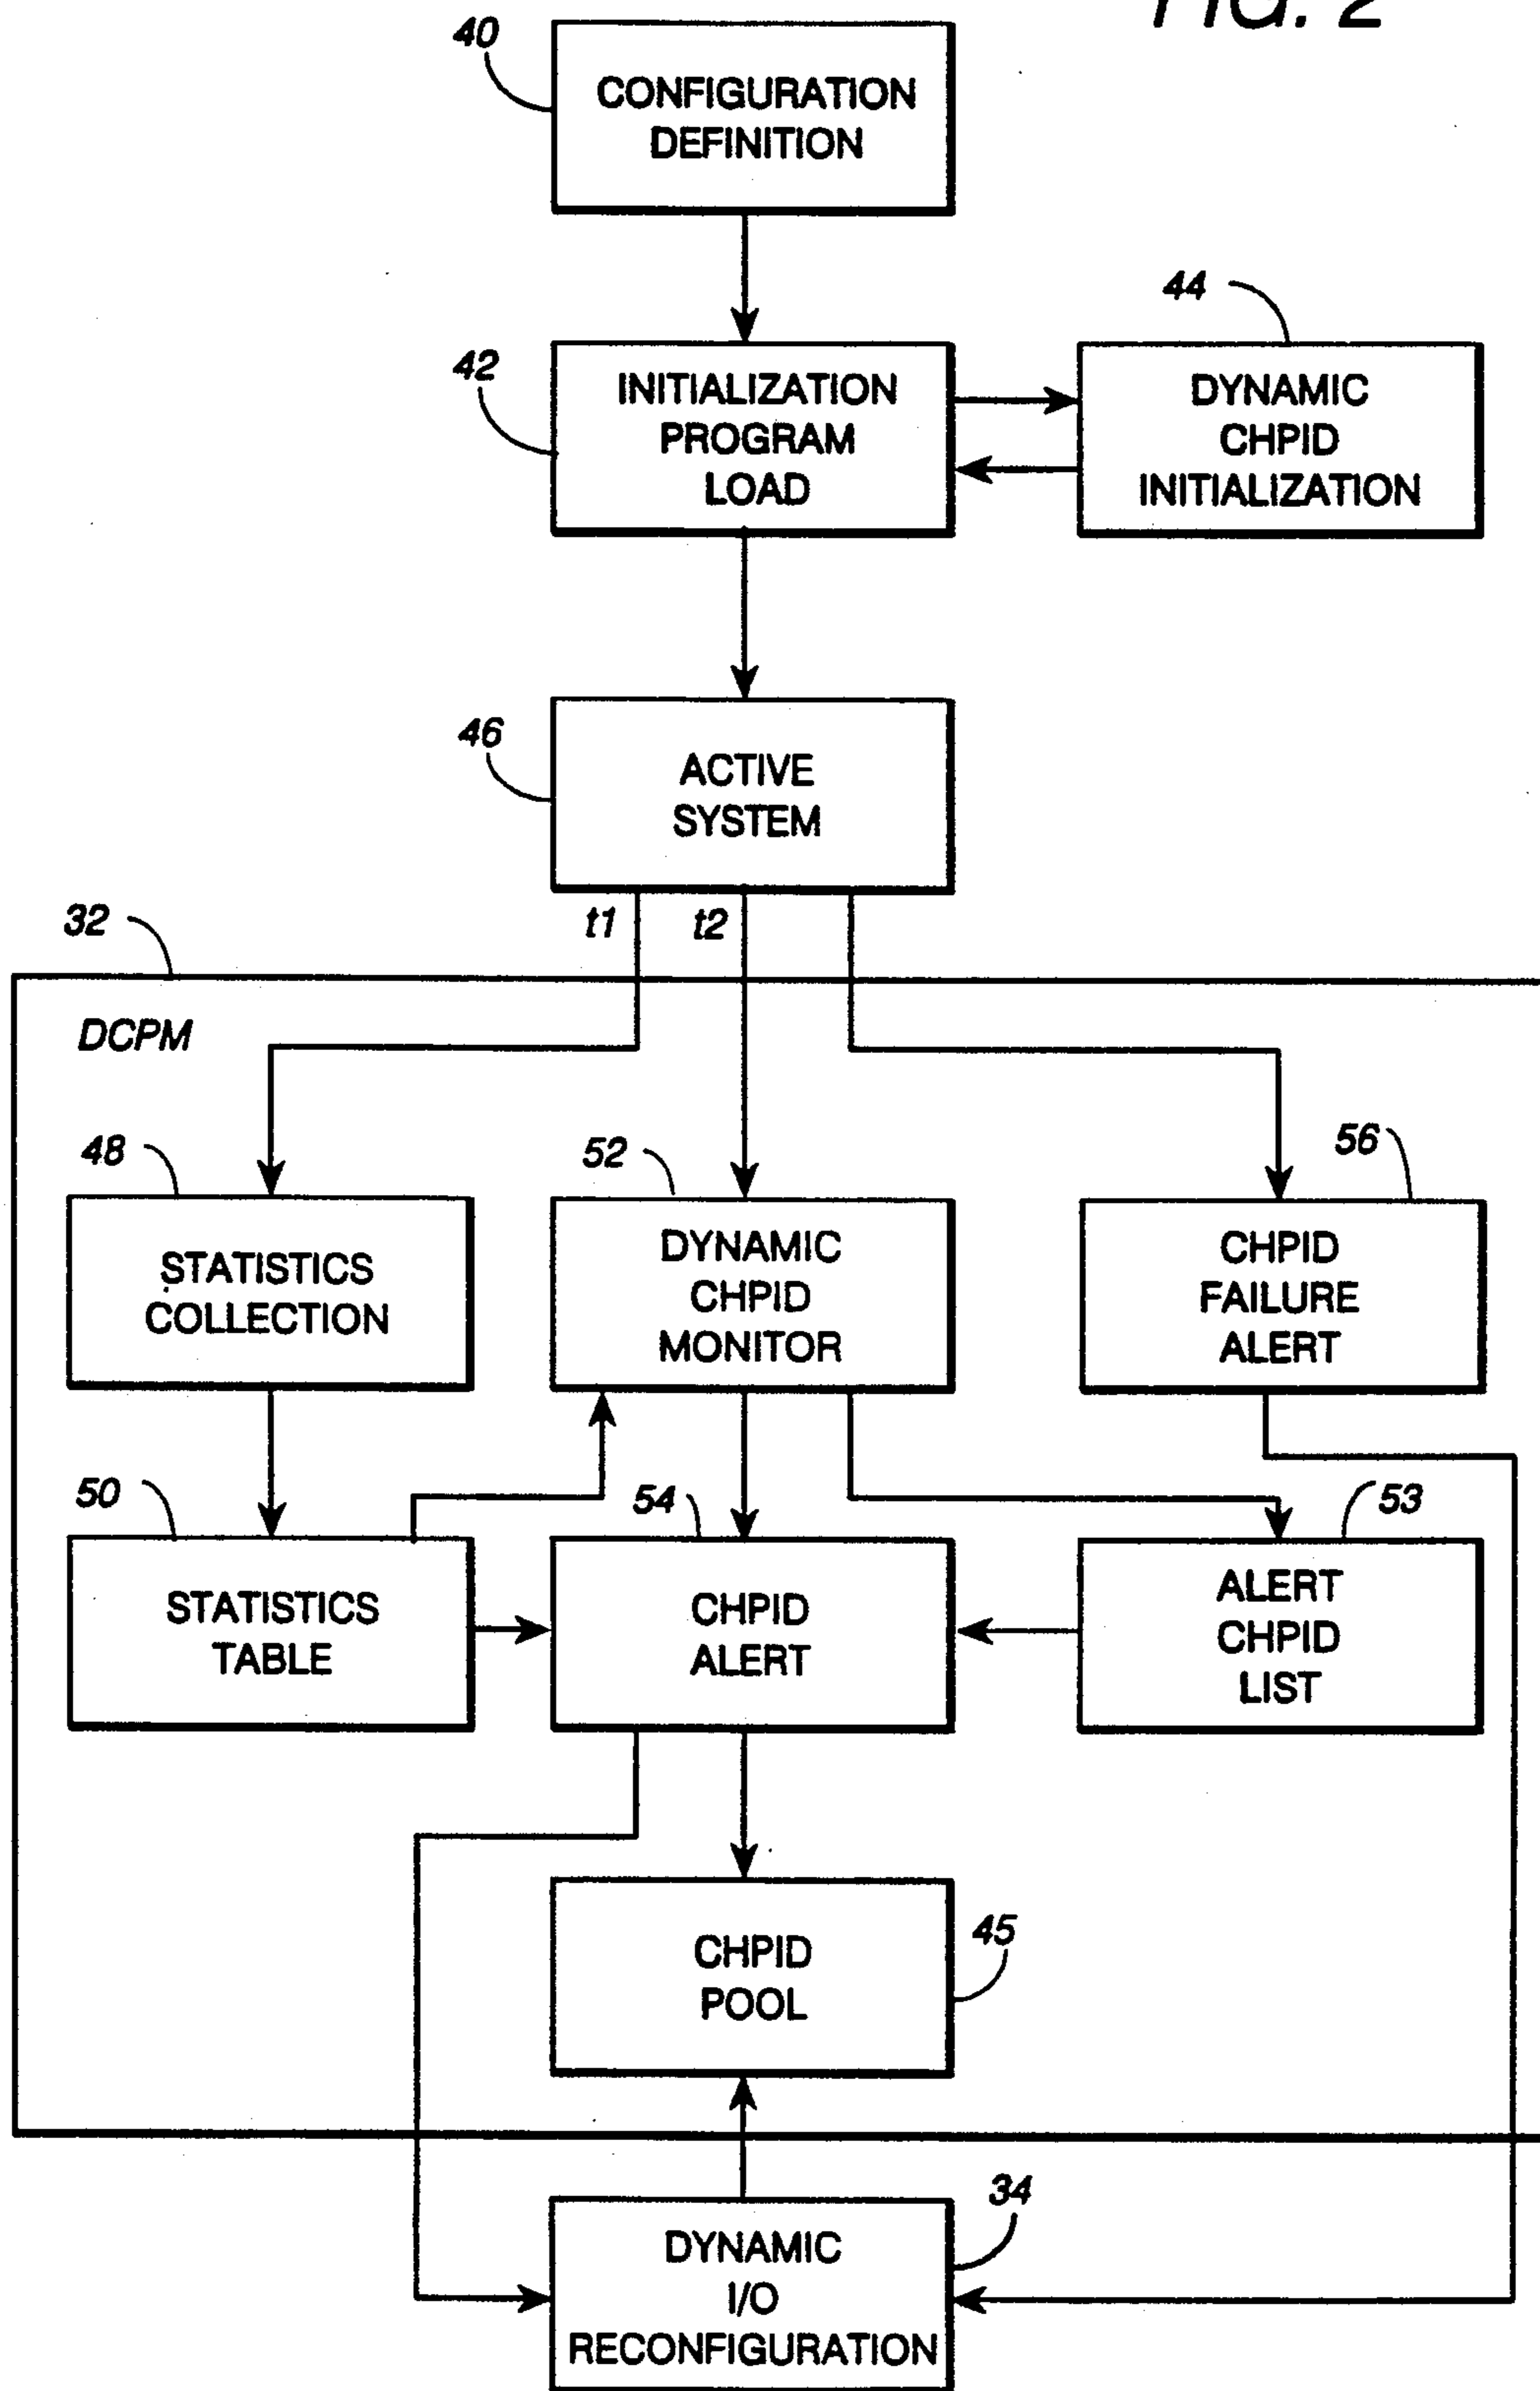 FIG. 2
40
CONFIGURATION
DEFINITION
44
42
INITIALIZATION
PROGRAM
LOAD
DYNAMIC
CHPID
INITIALIZATION
46
ACTIVE
SYSTEM
32
t1
t2
DCPM
48
52
56
STATISTICS
COLLECTION
DYNAMIC
CHPID
MONITOR
CHPID
FAILURE
ALERT
50
54
53
STATISTICS
TABLE
CHPID
ALERT
ALERT
CHPID
LIST
CHPID
POOL
45
34
DYNAMIC
I/O
RECONFIGURATION